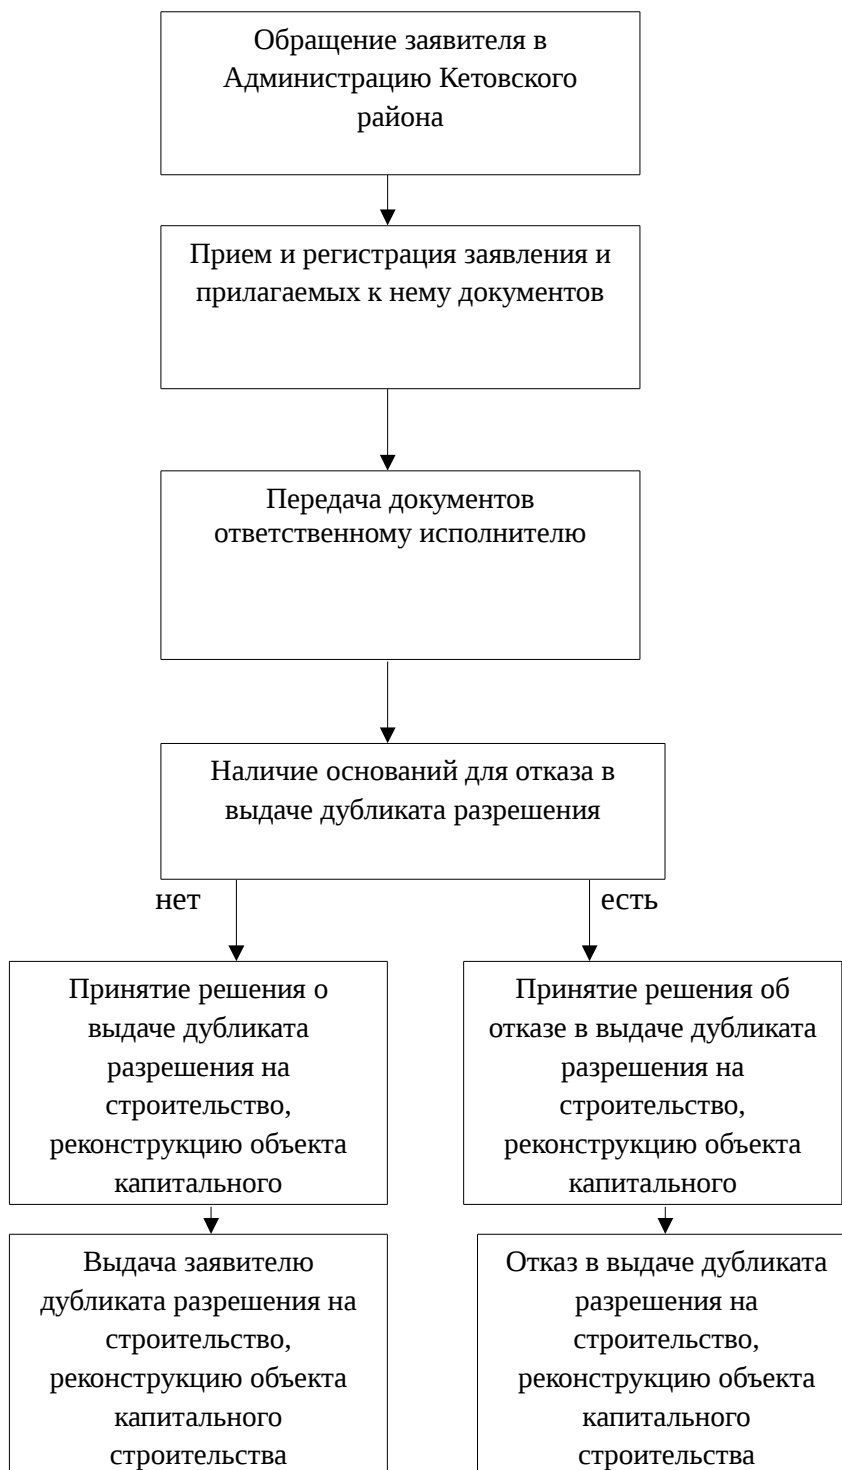 Обращение заявителя в
Администрацию Кетовского
района
Прием и регистрация заявления и
прилагаемых к нему документов
Передача документов
ответственному исполнителю
Наличие оснований для отказа в
выдаче дубликата разрешения
нет
есть
Принятие решения о
выдаче дубликата
разрешения на
строительство,
реконструкцию объекта
капитального
Принятие решения об
отказе в выдаче дубликата
разрешения на
строительство,
реконструкцию объекта
капитального
Выдача заявителю
дубликата разрешения на
строительство,
реконструкцию объекта
капитального
строительства
Отказ в выдаче дубликата
разрешения на
строительство,
реконструкцию объекта
капитального
строительства